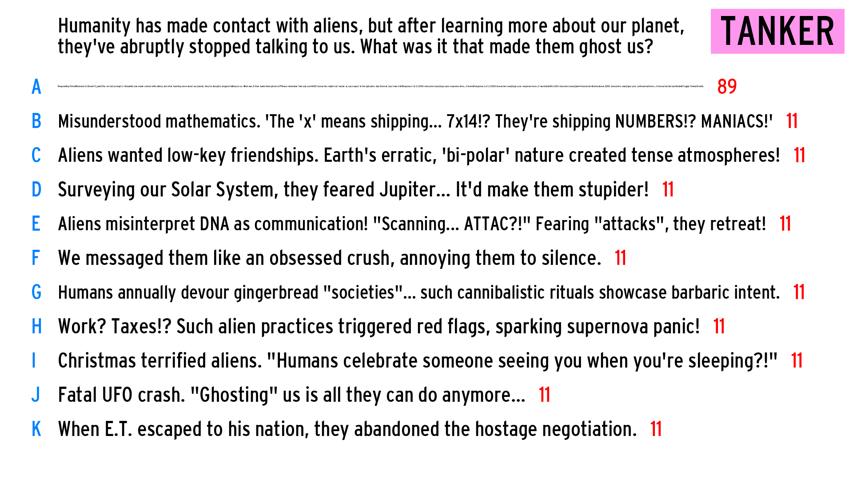 Humanity has made contact with aliens, but after learning more about our planet,
they've abruptly stopped talking to us. What was it that made them ghost us?
TANKER
A 89
B Misunderstood mathematics. 'The 'x' means shipping... 7x14!? They're shipping NUMBERS!? MANIACS!' 11
C Aliens wanted low-key friendships. Earth's erratic, 'bi-polar' nature created tense atmospheres! 11
D Surveying our Solar System, they feared Jupiter... It'd make them stupider! 11
E Aliens misinterpret DNA as communication! "Scanning... ATTAC?!" Fearing "attacks", they retreat! 11
F We messaged them like an obsessed crush, annoying them to silence. 11
G Humans annually devour gingerbread "societies"... such cannibalistic rituals showcase barbaric intent. 11
H Work? Taxes!? Such alien practices triggered red flags, sparking supernova panic! 11
I Christmas terrified aliens. "Humans celebrate someone seeing you when you're sleeping?!" 11
J Fatal UFO crash. "Ghosting" us is all they can do anymore... 11
K When E.T. escaped to his nation, they abandoned the hostage negotiation. 11